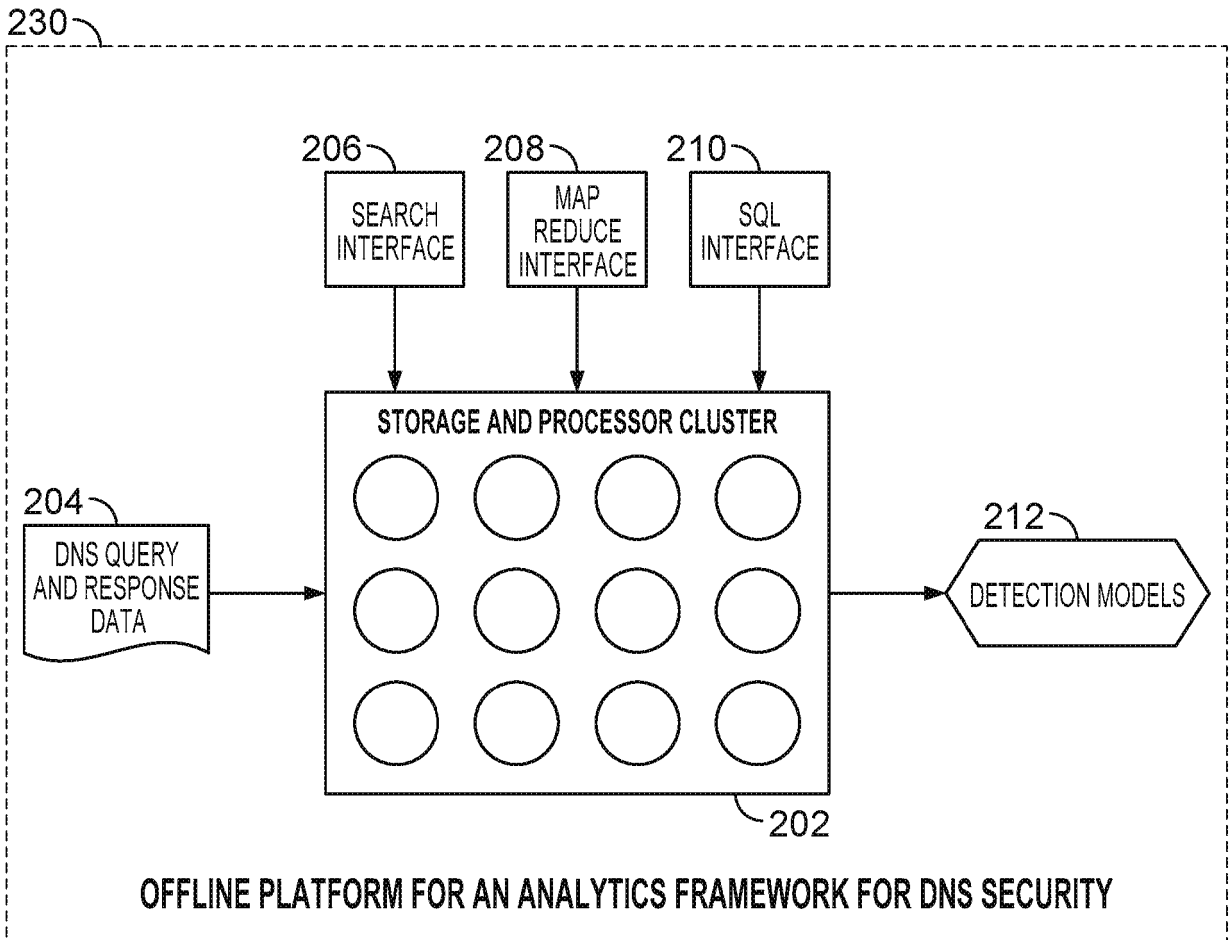 230
206
SEARCH
INTERFACE
208
MAP
REDUCE
INTERFACE
210
SQL
INTERFACE
STORAGE AND PROCESSOR CLUSTER
204
DNS QUERY
AND RESPONSE
DATA
212
DETECTION MODELS
202
OFFLINE PLATFORM FOR AN ANALYTICS FRAMEWORK FOR DNS SECURITY